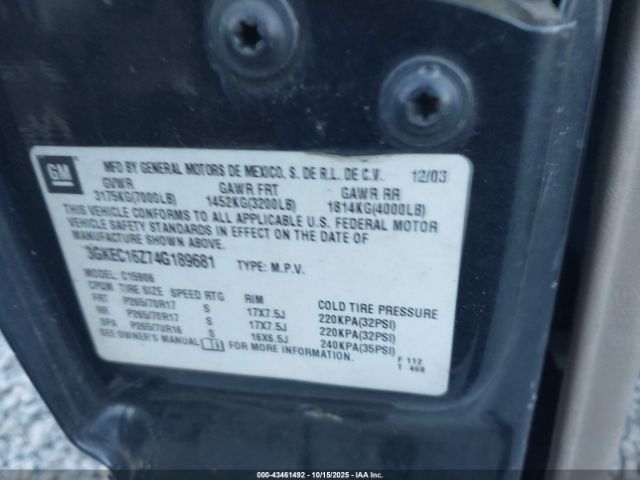 GM
MFD BY GENERAL MOTORS DE MEXICO, S. DE R.L. DE C.V. 12/03
GVWR GAWR FRT GAWR RR
3175KG(7000LB) 1452KG(3200LB) 1814KG(4000LB)
THIS VEHICLE CONFORMS TO ALL APPLICABLE U.S. FEDERAL MOTOR
VEHICLE SAFETY STANDARDS IN EFFECT ON THE DATE OF
MANUFACTURE SHOWN ABOVE.
3GKEC16Z74G189681 TYPE: M.P.V.
MODEL: C15906
TIRE SIZE SPEED RTG RIM COLD TIRE PRESSURE
FRT P265/70R17 S 17X7.5J 220KPA(32PSI)
RR P265/70R17 S 17X7.5J 220KPA(32PSI)
SPA P265/70R16 S 16X6.5J 240KPA(35PSI)
SEE OWNER'S MANUAL FOR MORE INFORMATION.
F 112
T 468
© 2025 - 43461492 - 10/15/2025 - IAA, Inc.